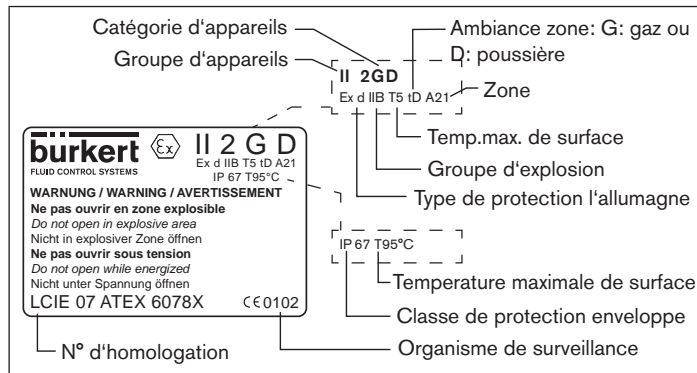 Catégorie d'appareils
Groupe d'appareils
Ambiance zone: G: gaz ou
D: poussière
II 2GD
Ex d IIB T5 tD A21
Zone
Temp.max. de surface
Groupe d'explosion
Type de protection l'allumagne
bürkert
FLUID CONTROL SYSTEMS
Ex
II 2 G D
Ex d IIB T5 tD A21
IP 67 T95°C
WARNUNG / WARNING / AVERTISSEMENT
Ne pas ouvrir en zone explosible
Do not open in explosive area
Nicht in explosiver Zone öffnen
Ne pas ouvrir sous tension
Do not open while energized
Nicht unter Spannung öffnen
LCIE 07 ATEX 6078X
CE0102
IP 67 T95°C
Temperature maximale de surface
Classe de protection enveloppe
Organisme de surveillance
N° d'homologation